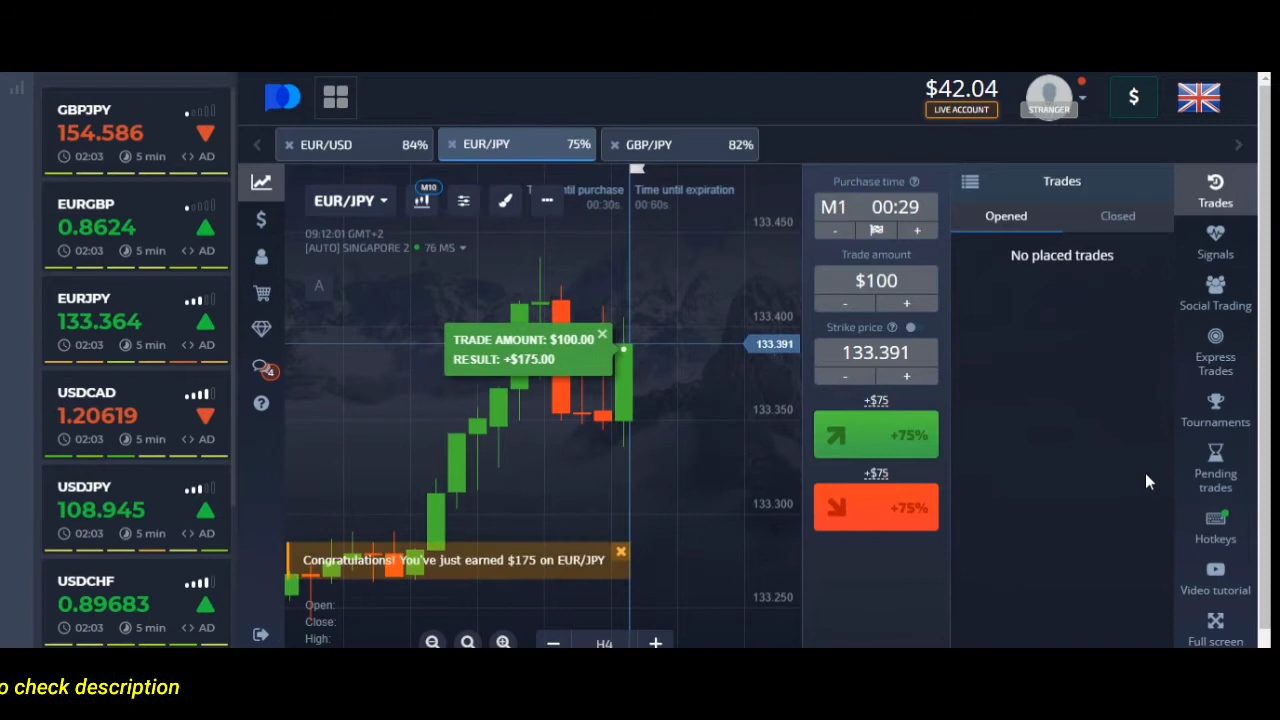 GBPJPY
154.586
02:03 5 min <> AD
EURGBP
0.8624
02:03 5 min <> AD
EURJPY
133.364
02:03 5 min <> AD
USDCAD
1.20619
02:03 5 min <> AD
USDJPY
108.945
02:03 5 min <> AD
USDCHF
0.89683
02:03 5 min <> AD
$42.04
LIVE ACCOUNT
STRANGER
$
EUR/USD 84%
EUR/JPY 75%
GBP/JPY 82%
$
4
EUR/JPY
M10
until purchase
00:30s.
Time until expiration
00:60s.
09:12:01 GMT+2
[AUTO] SINGAPORE 2 76 MS
A
TRADE AMOUNT: $100.00
RESULT: +$175.00
Congratulations! You've just earned $175 on EUR/JPY
Open:
Close:
High:
H4
133.450
133.400
133.391
133.350
133.300
133.250
Purchase time
M1 00:29
- +
Trade amount
$100
- +
Strike price
133.391
- +
+$75
+75%
+$75
+75%
Trades
Opened Closed
No placed trades
Trades
Signals
Social Trading
Express
Trades
Tournaments
Pending
trades
Hotkeys
Video tutorial
Full screen
o check description